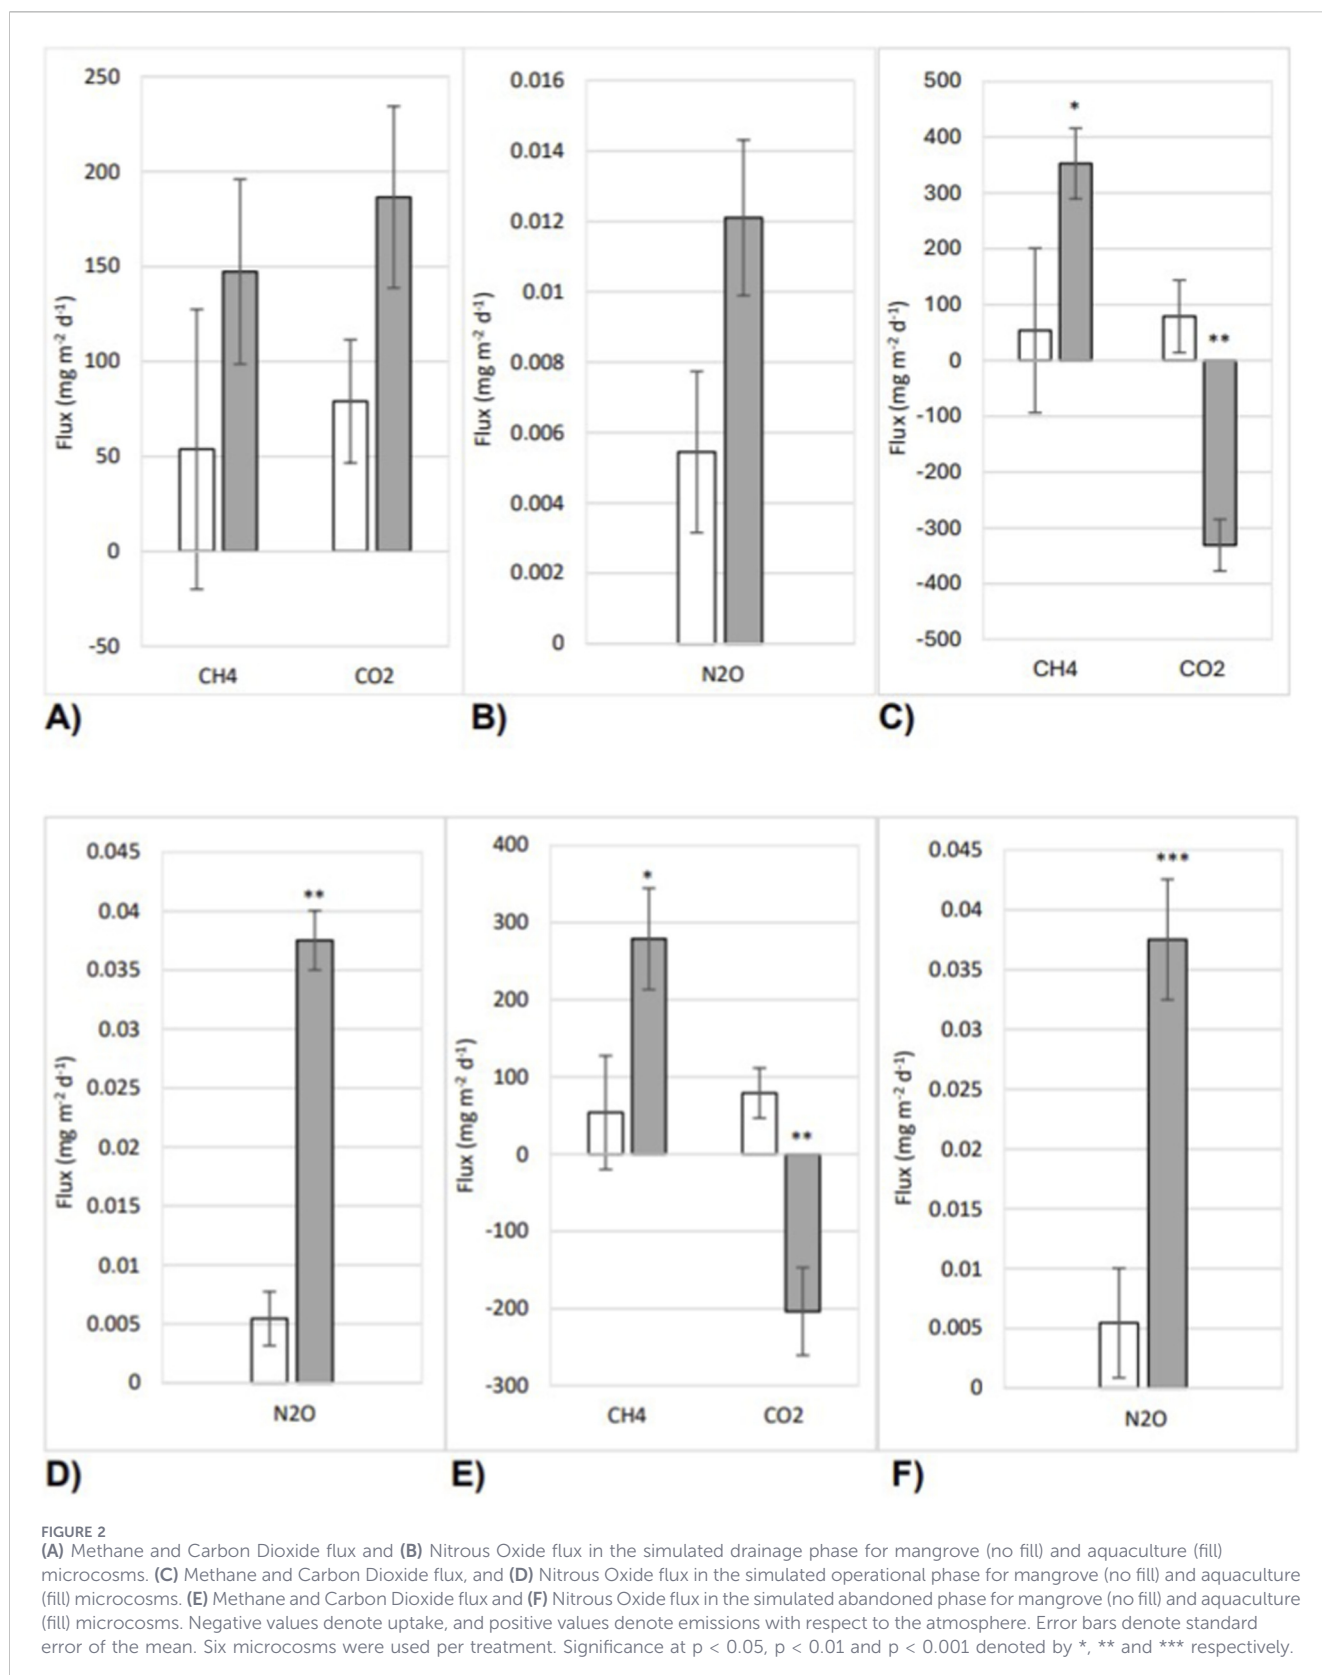 250
200
150
100
50
0
-50
Flux (mg m-2 d-1)
CH4
CO2
A)
0.016
0.014
0.012
0.01
0.008
0.006
0.004
0.002
0
Flux (mg m-2 d-1)
N2O
B)
500
400
300
200
100
0
-100
-200
-300
-400
-500
Flux (mg m-2 d-1)
*
**
CH4
CO2
C)
0.045
0.04
0.035
0.03
0.025
0.02
0.015
0.01
0.005
0
Flux (mg m-2 d-1)
**
N2O
D)
400
300
200
100
0
-100
-200
-300
Flux (mg m-2 d-1)
*
**
CH4
CO2
E)
0.045
0.04
0.035
0.03
0.025
0.02
0.015
0.01
0.005
0
Flux (mg m-2 d-1)
***
N2O
F)
FIGURE 2
(A) Methane and Carbon Dioxide flux and (B) Nitrous Oxide flux in the simulated drainage phase for mangrove (no fill) and aquaculture (fill)
microcosms. (C) Methane and Carbon Dioxide flux, and (D) Nitrous Oxide flux in the simulated operational phase for mangrove (no fill) and aquaculture
(fill) microcosms. (E) Methane and Carbon Dioxide flux and (F) Nitrous Oxide flux in the simulated abandoned phase for mangrove (no fill) and aquaculture
(fill) microcosms. Negative values denote uptake, and positive values denote emissions with respect to the atmosphere. Error bars denote standard
error of the mean. Six microcosms were used per treatment. Significance at p < 0.05, p < 0.01 and p < 0.001 denoted by *, ** and *** respectively.